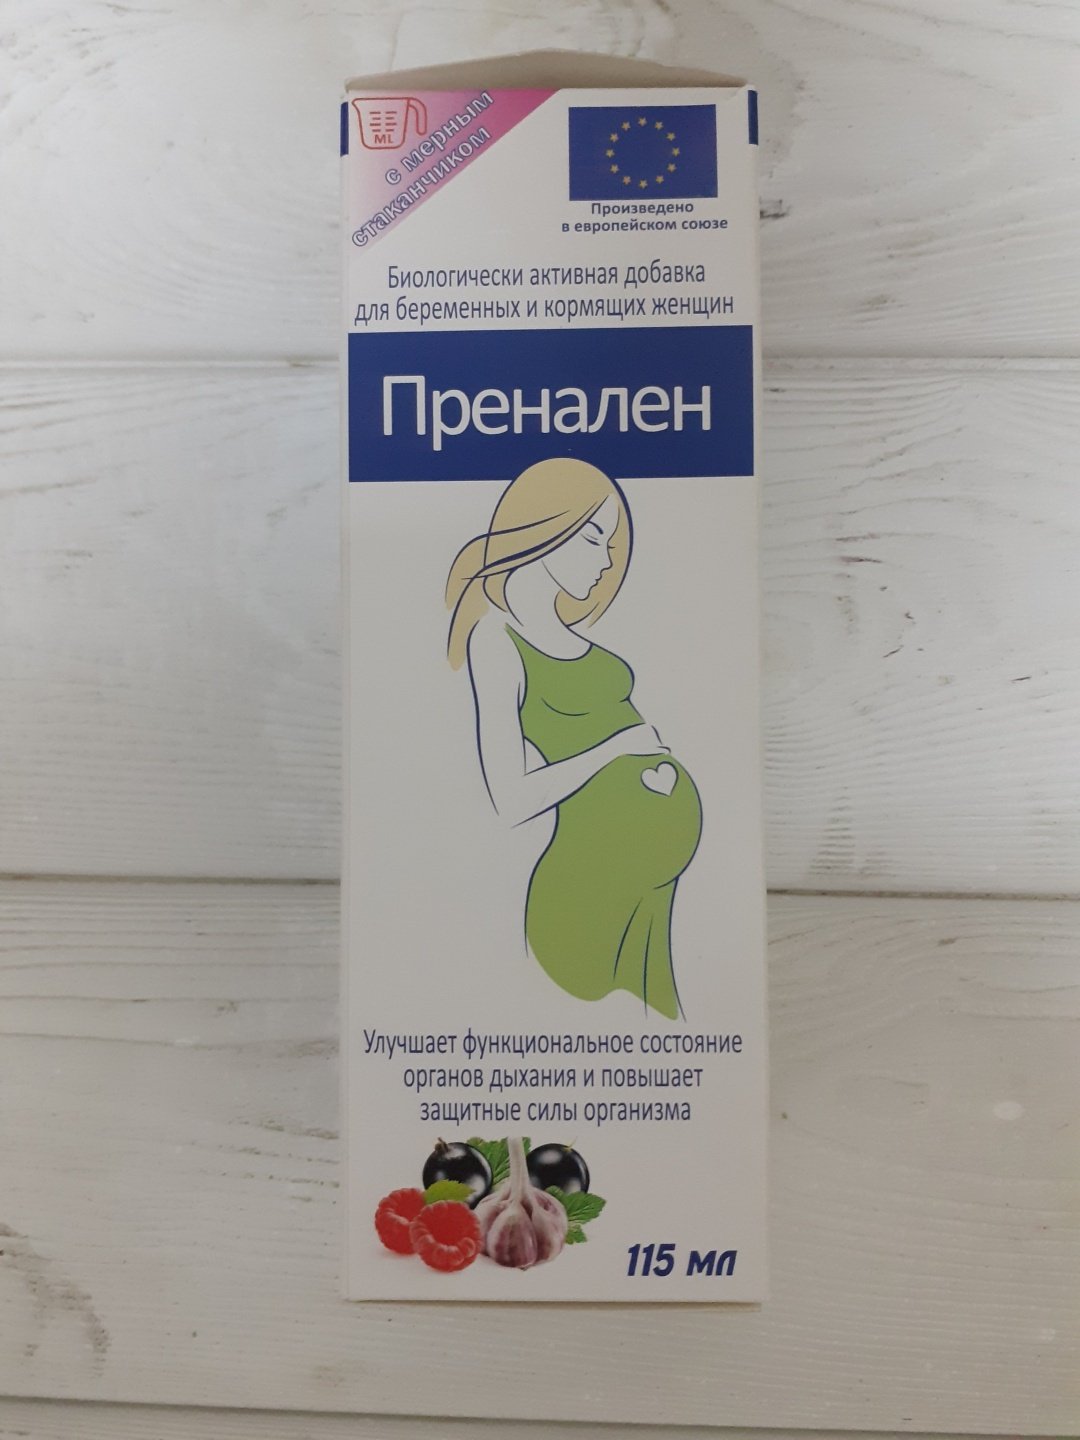 ML
с мерным
стаканчиком
Произведено
в европейском союзе
Биологически активная добавка
для беременных и кормящих женщин
Пренален
Улучшает функциональное состояние
органов дыхания и повышает
защитные силы организма
115 мл